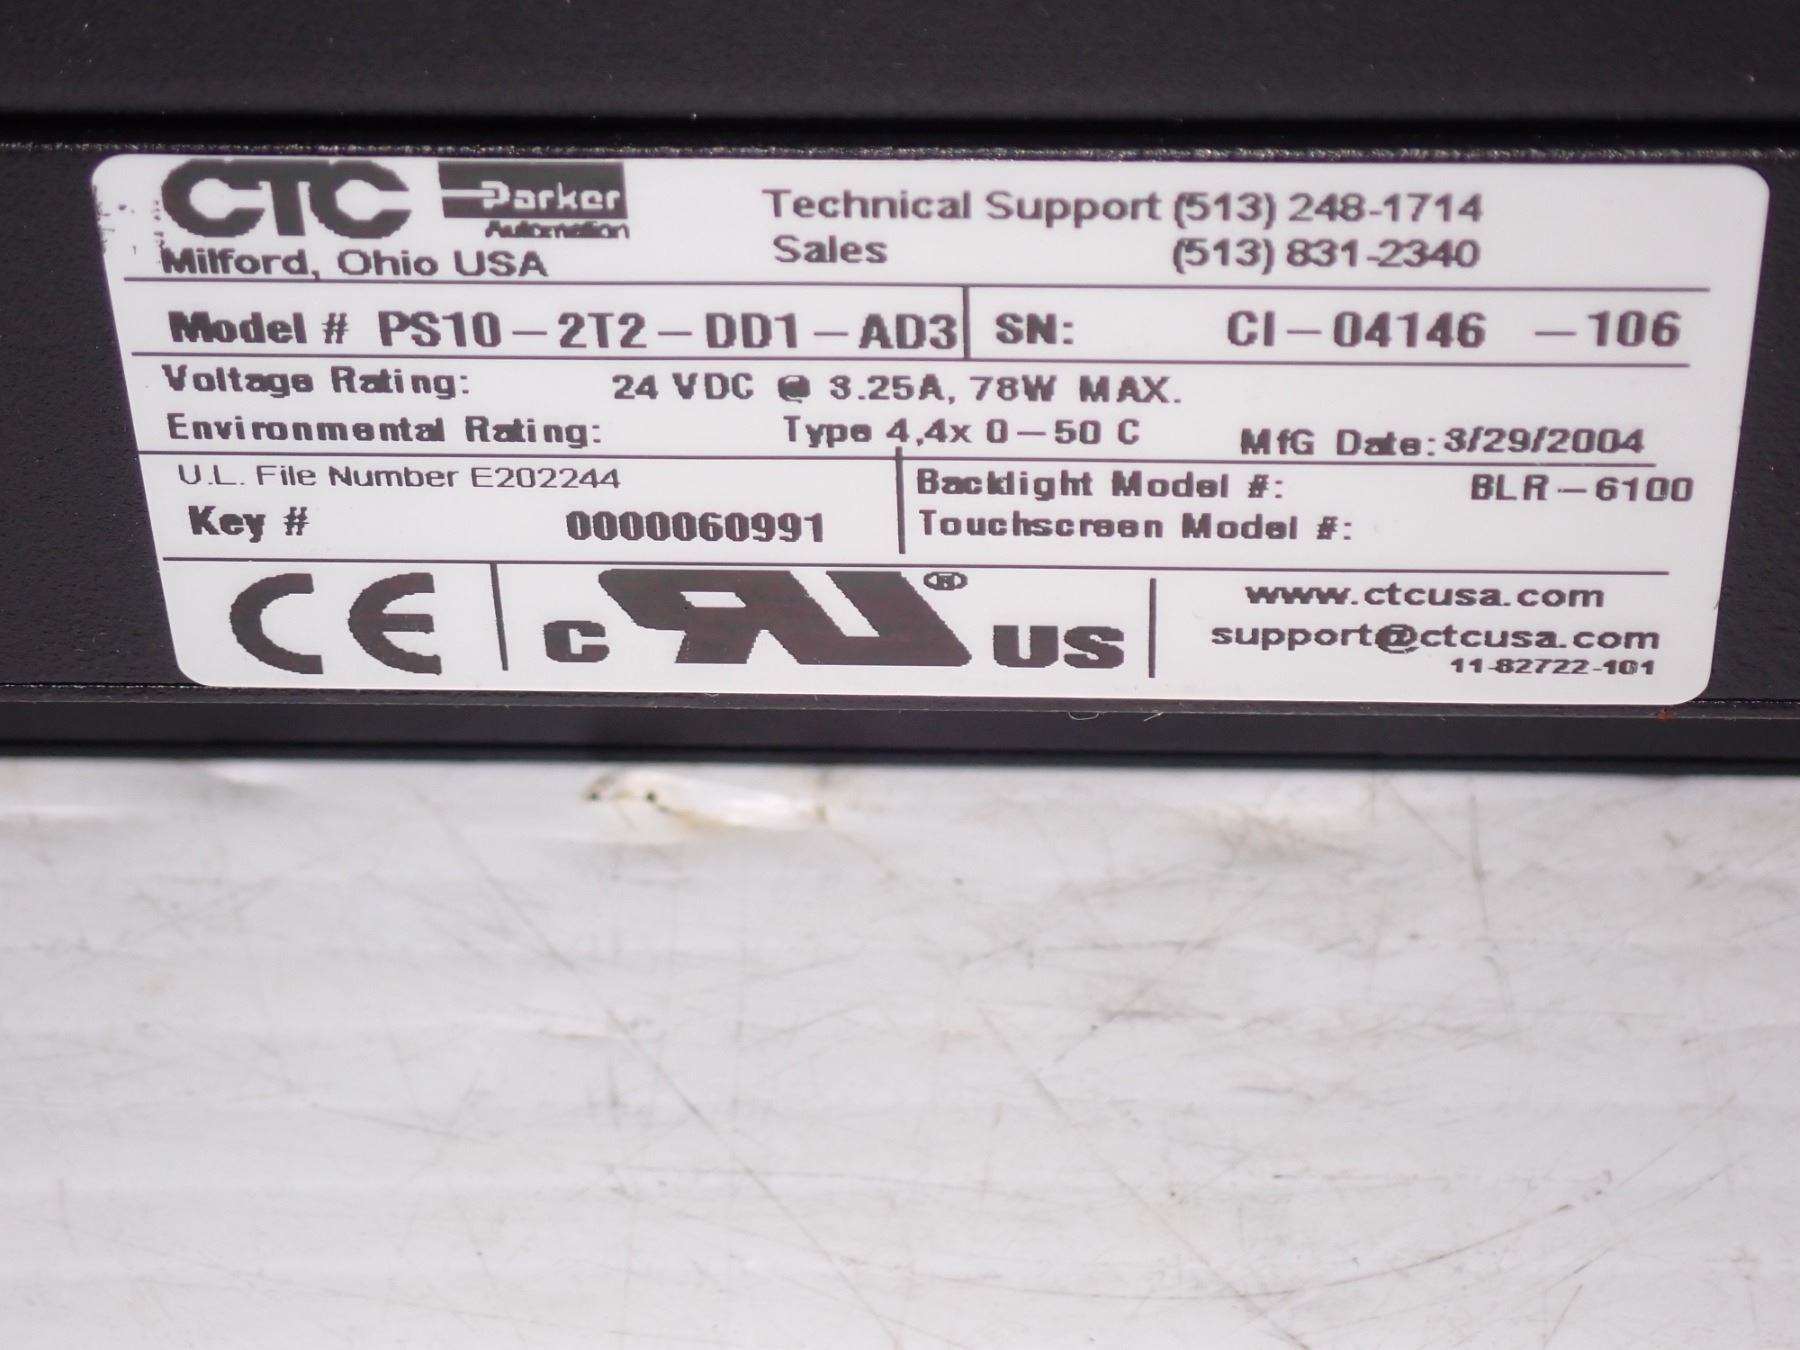 CTC Parker Automation
Milford, Ohio USA
Technical Support (513) 248-1714
Sales (513) 831-2340
Model # PS10-2T2-DD1-AD3 SN: CI-04146 -106
Voltage Rating: 24 VDC @ 3.25A, 78W MAX.
Environmental Rating: Type 4,4x 0-50 C MfG Date: 3/29/2004
U.L. File Number E202244
Key # 0000060991
Backlight Model #: BLR-6100
Touchscreen Model #:
CE
c RU ® US
www.ctcusa.com
support@ctcusa.com
11-82722-101